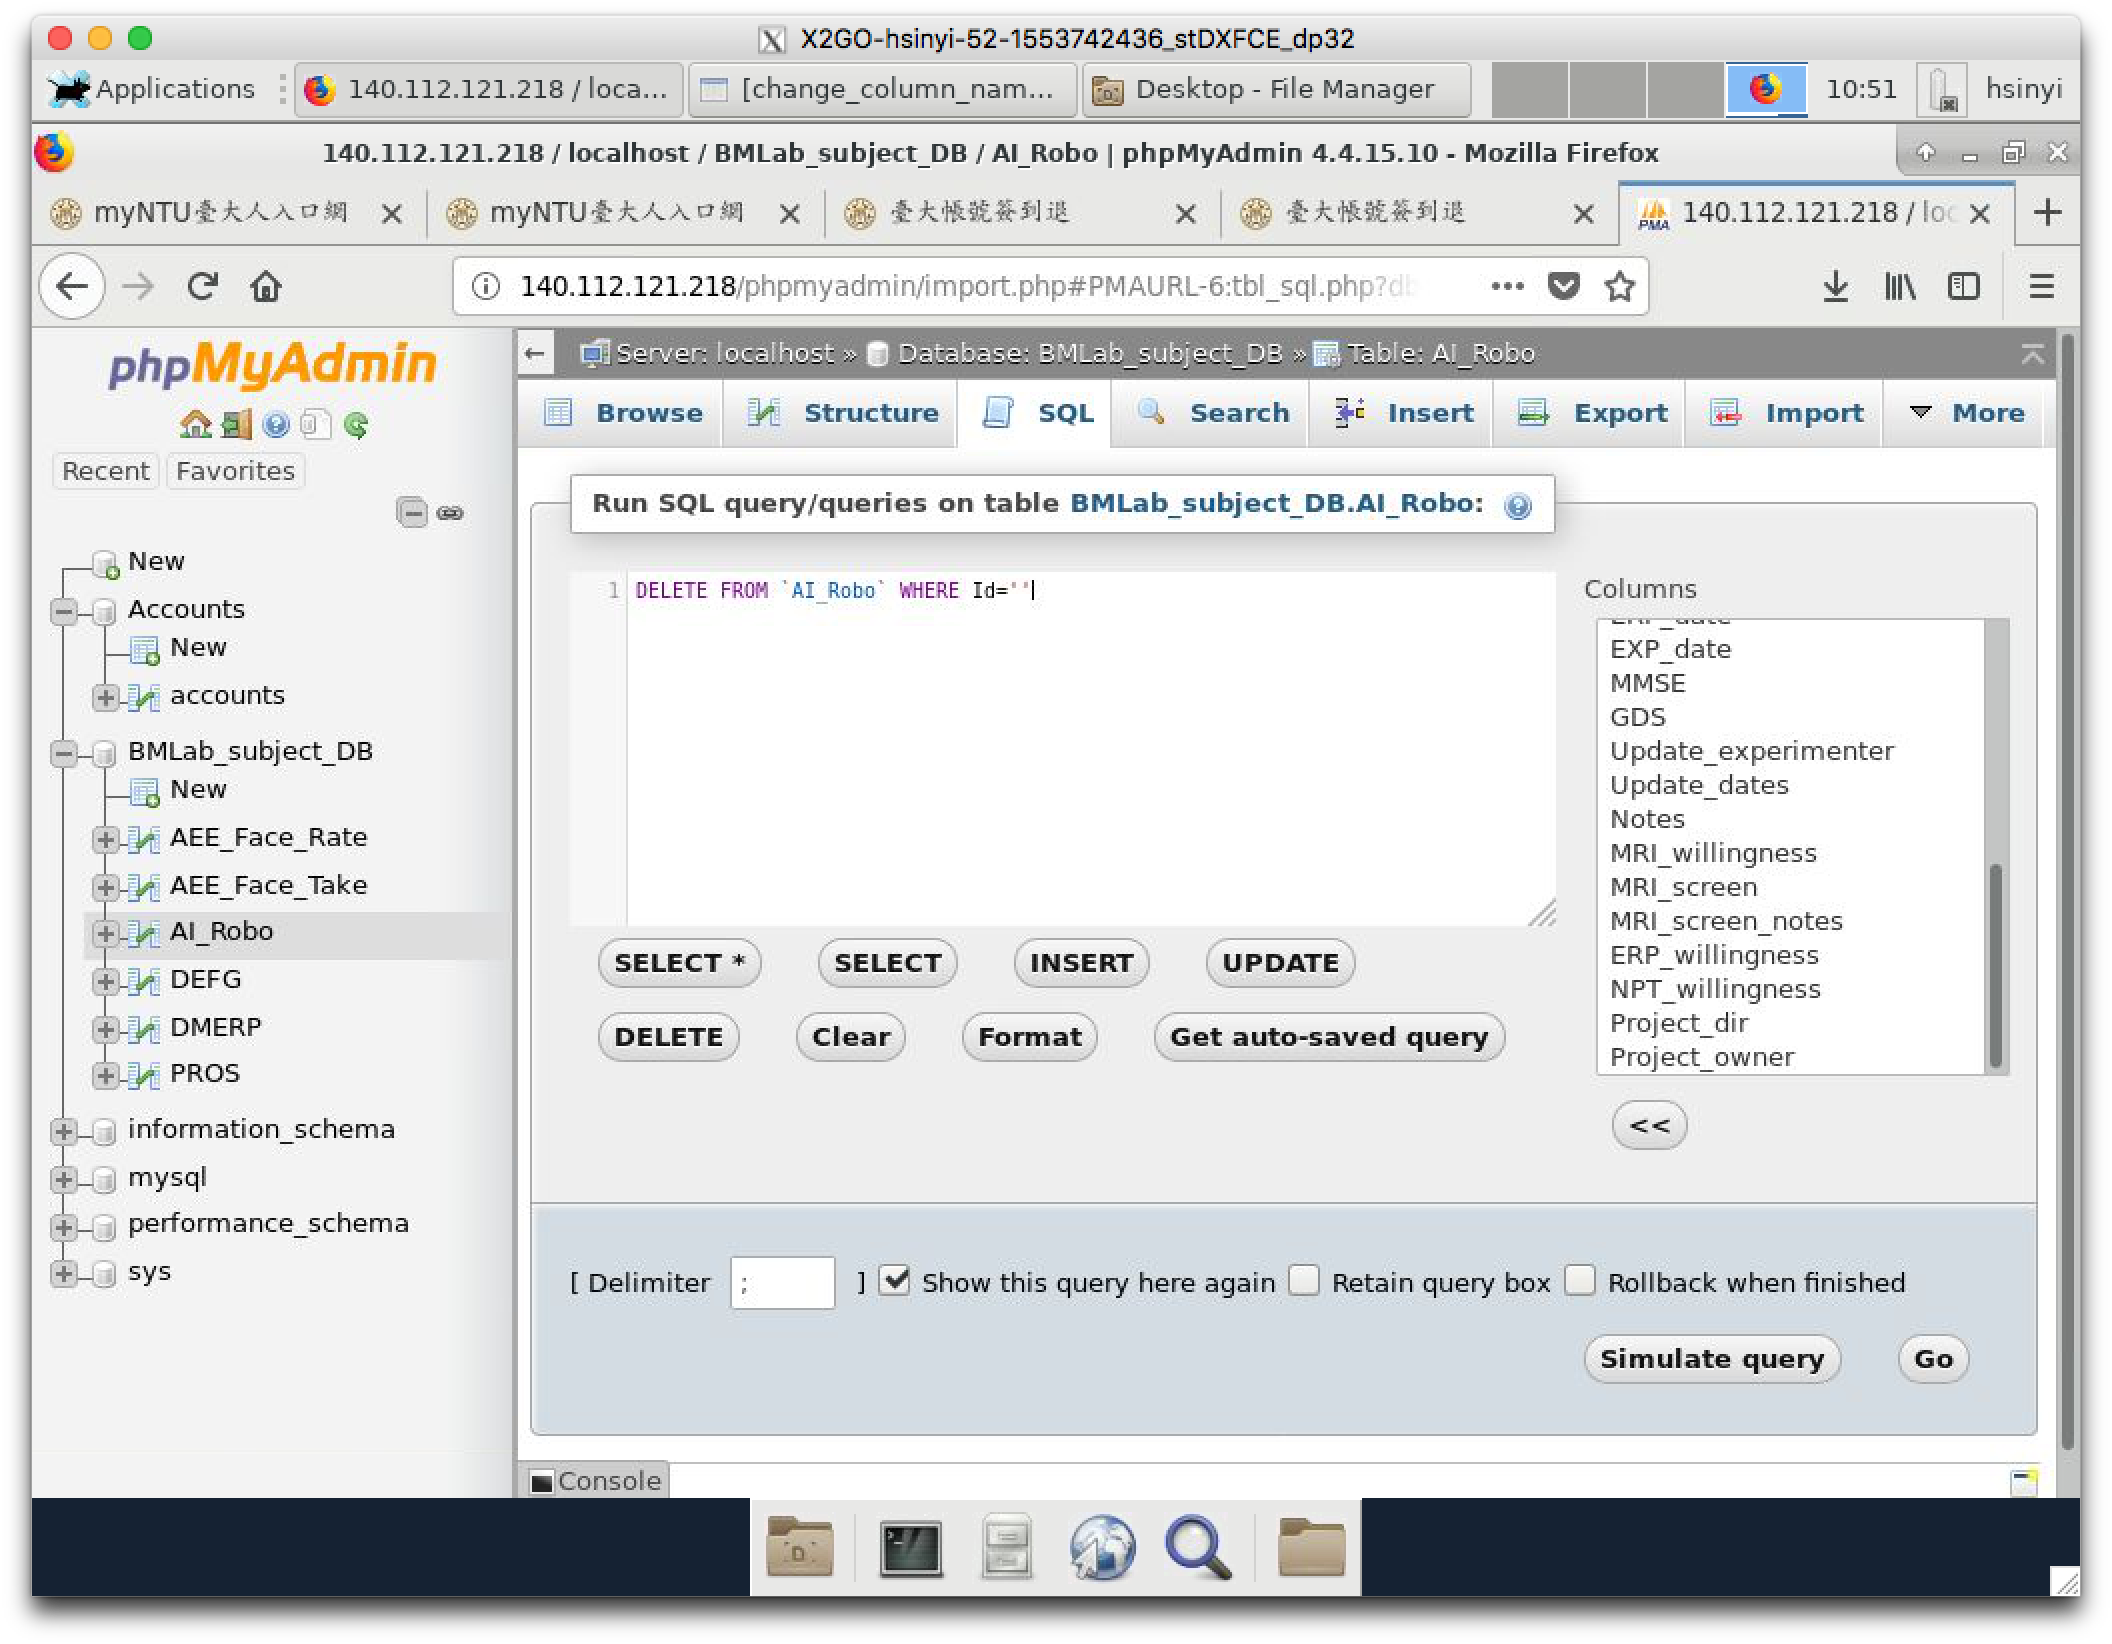 X2GO-hsinyi-52-1553742436_stDXFCE_dp32
Applications 140.112.121.218 / loca... [change_column_nam... Desktop - File Manager 10:51 hsinyi
140.112.121.218 / localhost / BMLab_subject_DB / AI_Robo | phpMyAdmin 4.4.15.10 - Mozilla Firefox
myNTU臺大人入口網 myNTU臺大人入口網 臺大帳號簽到退 臺大帳號簽到退 140.112.121.218 / loc
140.112.121.218/phpmyadmin/import.php#PMAURL-6:tbl_sql.php?db
phpMyAdmin
Recent Favorites
New
Accounts
New
accounts
BMLab_subject_DB
New
AEE_Face_Rate
AEE_Face_Take
AI_Robo
DEFG
DMERP
PROS
information_schema
mysql
performance_schema
sys
Server: localhost » Database: BMLab_subject_DB » Table: AI_Robo
Browse Structure SQL Search Insert Export Import More
Run SQL query/queries on table BMLab_subject_DB.AI_Robo:
1 DELETE FROM `AI_Robo` WHERE Id=''
Columns
EXP_date
MMSE
GDS
Update_experimenter
Update_dates
Notes
MRI_willingness
MRI_screen
MRI_screen_notes
ERP_willingness
NPT_willingness
Project_dir
Project_owner
<<
SELECT * SELECT INSERT UPDATE
DELETE Clear Format Get auto-saved query
[ Delimiter ; ] Show this query here again Retain query box Rollback when finished
Simulate query Go
Console